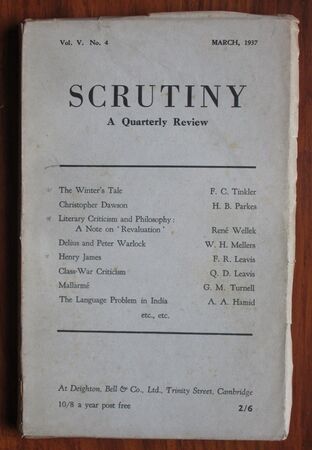 Vol. V. No. 4 MARCH, 1937
SCRUTINY
A Quarterly Review
The Winter's Tale F. C. Tinkler
Christopher Dawson H. B. Parkes
Literary Criticism and Philosophy:
A Note on 'Revaluation' René Wellek
Delius and Peter Warlock W. H. Mellers
Henry James F. R. Leavis
Class-War Criticism Q. D. Leavis
Mallarmé G. M. Turnell
The Language Problem in India A. A. Hamid
etc., etc.
At Deighton, Bell & Co., Ltd., Trinity Street, Cambridge
10/8 a year post free 2/6